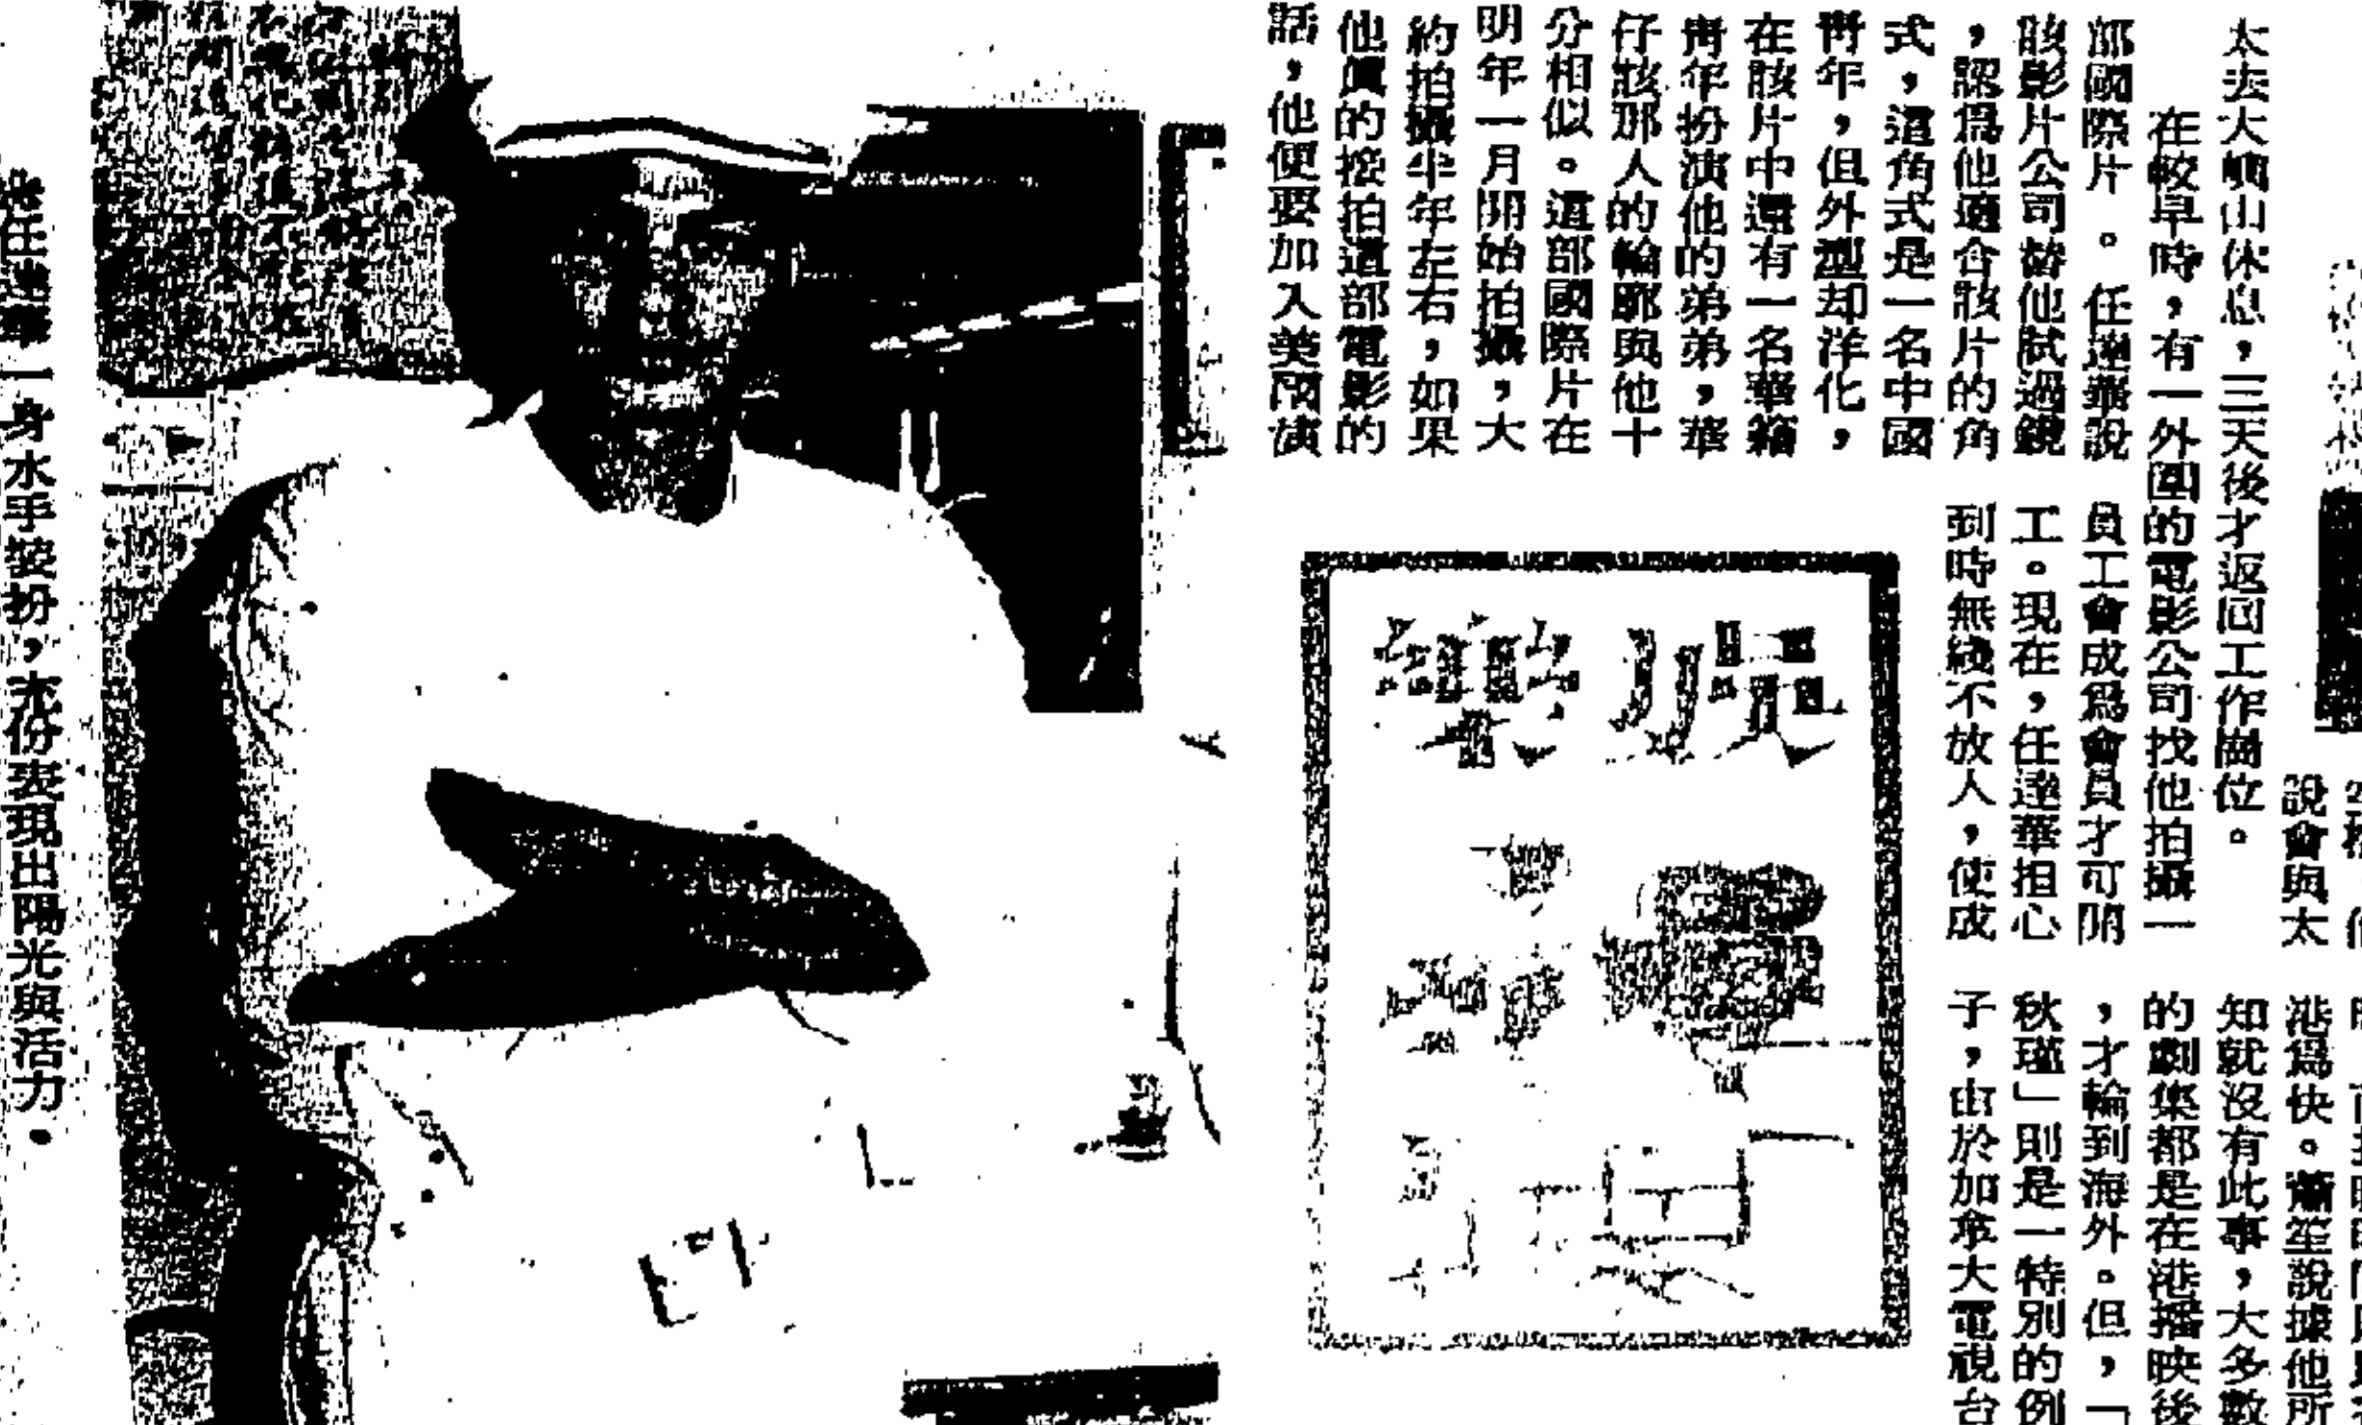 說會與太
太去大嶼山休息，三天後才返回工作崗位。
在較早時，有一外國的電影公司找他拍攝一
部國際片。任達華說
該影片公司替他試過鏡
，認爲他適合該片的角
式，這角式是一名中國
青年，但外型却洋化，
在該片中還有一名華籍
青年扮演他的弟弟，華
仔該那人的輪廓與他十
分相似。這部國際片在
明年一月開始拍攝，大
約拍攝半年左右，如果
他眞的接拍這部電影的
話，他便要加入美國演
員工會成爲會員才可開
工。現在，任達華担心
到時無綫不放人，使成
港爲快。蕭笙說據他所
知就沒有此事，大多數
的劇集都是在港播映後
，才輪到海外。但，「
秋瑾」則是一特別的例
子，由於加拿大電視台
娛樂
任達華一身水手裝扮，充份表現出陽光與活力。